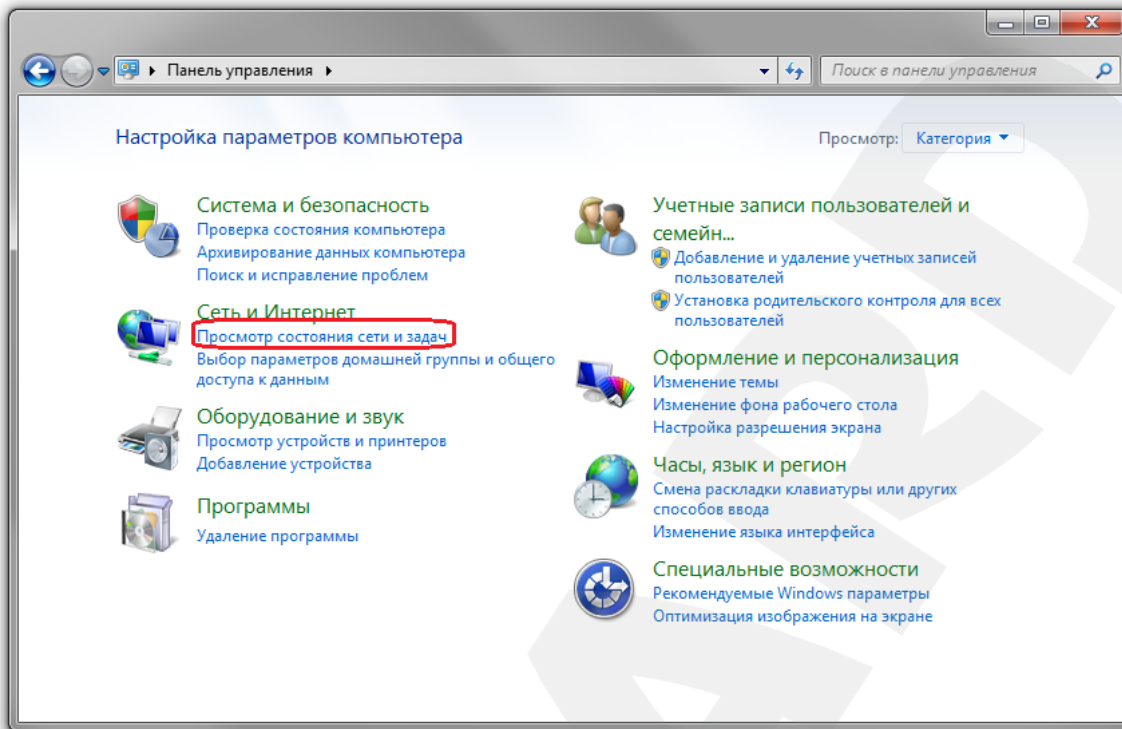 Панель управления
Поиск в панели управления
Настройка параметров компьютера
Просмотр: Категория
Система и безопасность
Проверка состояния компьютера
Архивирование данных компьютера
Поиск и исправление проблем
Сеть и Интернет
Просмотр состояния сети и задач
Выбор параметров домашней группы и общего
доступа к данным
Оборудование и звук
Просмотр устройств и принтеров
Добавление устройства
Программы
Удаление программы
Учетные записи пользователей и
семейн...
Добавление и удаление учетных записей
пользователей
Установка родительского контроля для всех
пользователей
Оформление и персонализация
Изменение темы
Изменение фона рабочего стола
Настройка разрешения экрана
Часы, язык и регион
Смена раскладки клавиатуры или других
способов ввода
Изменение языка интерфейса
Специальные возможности
Рекомендуемые Windows параметры
Оптимизация изображения на экране